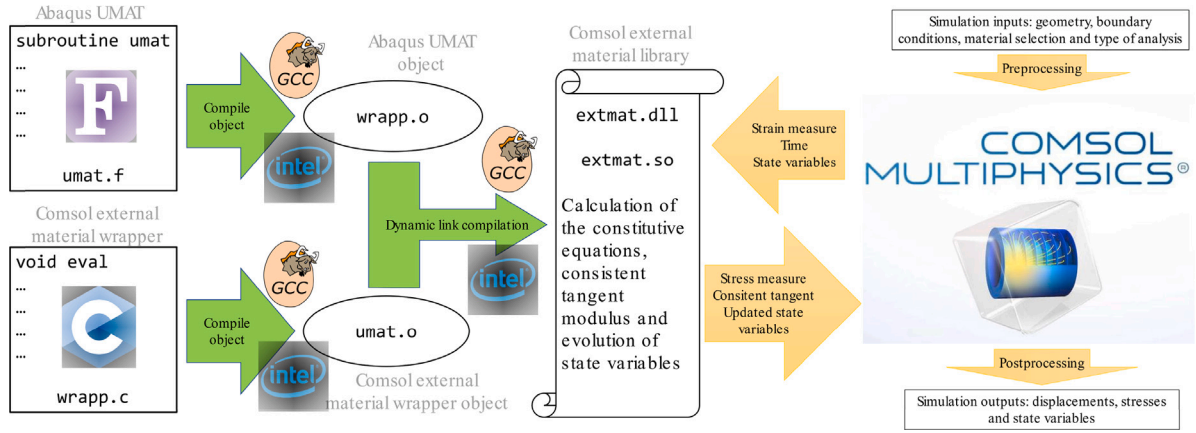 Abaqus UMAT
subroutine umat
…
…
…
…
F
umat.f
Compile
object
GCC
intel
Abaqus UMAT
object
wrapp.o
Comsol external
material wrapper
void eval
…
…
…
…
C
wrapp.c
Compile
object
GCC
intel
umat.o
Comsol external
material wrapper object
Dynamic link compilation
GCC
intel
Comsol external
material library
extmat.dll
extmat.so
Calculation of
the constitutive
equations,
consistent
tangent
modulus and
evolution of
state variables
Strain measure
Time
State variables
Stress measure
Consitent tangent
Updated state
variables
Simulation inputs: geometry, boundary
conditions, material selection and type of analysis
Preprocessing
COMSOL
MULTIPHYSICS®
Postprocessing
Simulation outputs: displacements, stresses
and state variables